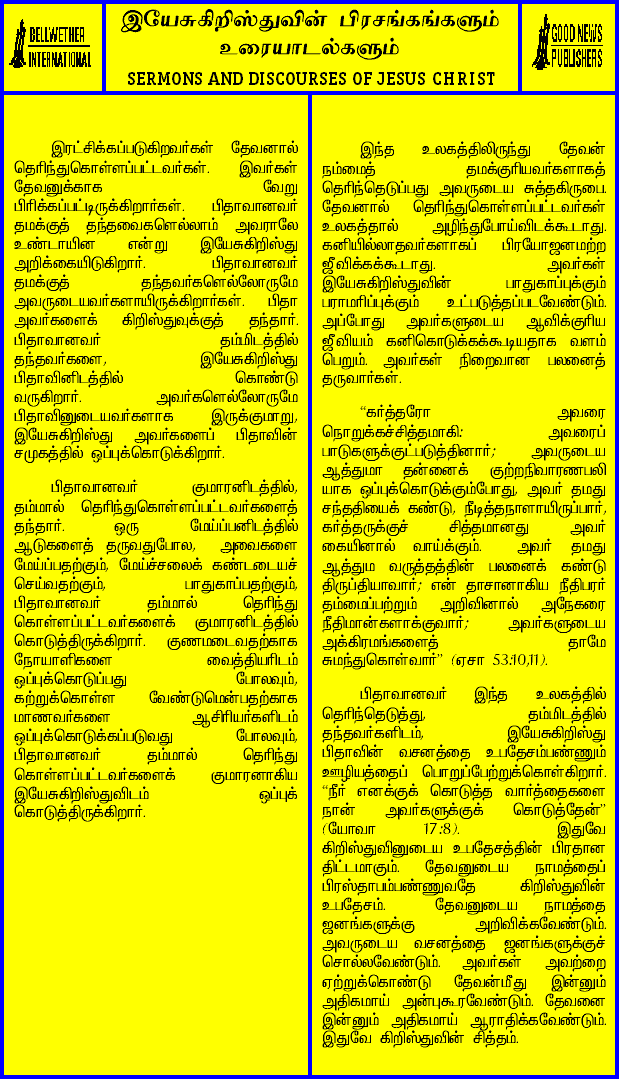 BELLWETHER
INTERNATIONAL
இயேசுகிறிஸ்துவின் பிரசங்கங்களும்
உரையாடல்களும்
SERMONS AND DISCOURSES OF JESUS CHRIST
GOOD NEWS
PUBLISHERS
இரட்சிக்கப்படுகிறவர்கள் தேவனால்
தெரிந்துகொள்ளப்பட்டவர்கள். இவர்கள்
தேவனுக்காக வேறு
பிரிக்கப்பட்டிருக்கிறார்கள். பிதாவானவர்
தமக்குத் தந்தவைகளெல்லாம் அவராலே
உண்டாயின என்று இயேசுகிறிஸ்து
அறிக்கையிடுகிறார். பிதாவானவர்
தமக்குத் தந்தவர்களெல்லோருமே
அவருடையவர்களாயிருக்கிறார்கள். பிதா
அவர்களைக் கிறிஸ்துவுக்குத் தந்தார்.
பிதாவானவர் தம்மிடத்தில்
தந்தவர்களை, இயேசுகிறிஸ்து
பிதாவினிடத்தில் கொண்டு
வருகிறார். அவர்களெல்லோருமே
பிதாவினுடையவர்களாக இருக்குமாறு,
இயேசுகிறிஸ்து அவர்களைப் பிதாவின்
சமுகத்தில் ஒப்புக்கொடுக்கிறார்.
பிதாவானவர் குமாரனிடத்தில்,
தம்மால் தெரிந்துகொள்ளப்பட்டவர்களைத்
தந்தார். ஒரு மேய்ப்பனிடத்தில்
ஆடுகளைத் தருவதுபோல, அவைகளை
மேய்ப்பதற்கும், மேய்ச்சலைக் கண்டடையச்
செய்வதற்கும், பாதுகாப்பதற்கும்,
பிதாவானவர் தம்மால் தெரிந்து
கொள்ளப்பட்டவர்களைக் குமாரனிடத்தில்
கொடுத்திருக்கிறார். குணமடைவதற்காக
நோயாளிகளை வைத்தியரிடம்
ஒப்புக்கொடுப்பது போலவும்,
கற்றுக்கொள்ள வேண்டுமென்பதற்காக
மாணவர்களை ஆசிரியர்களிடம்
ஒப்புக்கொடுக்கப்படுவது போலவும்,
பிதாவானவர் தம்மால் தெரிந்து
கொள்ளப்பட்டவர்களைக் குமாரனாகிய
இயேசுகிறிஸ்துவிடம் ஒப்புக்
கொடுத்திருக்கிறார்.
இந்த உலகத்திலிருந்து தேவன்
நம்மைத் தமக்குரியவர்களாகத்
தெரிந்தெடுப்பது அவருடைய சுத்தகிருபை.
தேவனால் தெரிந்துகொள்ளப்பட்டவர்கள்
உலகத்தால் அழிந்துபோய்விடக்கூடாது.
கனியில்லாதவர்களாகப் பிரயோஜனமற்ற
ஜீவிக்கக்கூடாது. அவர்கள்
இயேசுகிறிஸ்துவின் பாதுகாப்புக்கும்
பராமரிப்புக்கும் உட்படுத்தப்படவேண்டும்.
அப்போது அவர்களுடைய ஆவிக்குரிய
ஜீவியம் கனிகொடுக்கக்கூடியதாக வளம்
பெறும். அவர்கள் நிறைவான பலனைத்
தருவார்கள்.
“கர்த்தரோ அவரை
நொறுக்கச்சித்தமாகி: அவரைப்
பாடுகளுக்குட்படுத்தினார்; அவருடைய
ஆத்துமா தன்னைக் குற்றநிவாரணபலி
யாக ஒப்புக்கொடுக்கும்போது, அவர் தமது
சந்ததியைக் கண்டு, நீடித்தநாளாயிருப்பார்,
கர்த்தருக்குச் சித்தமானது அவர்
கையினால் வாய்க்கும். அவர் தமது
ஆத்தும வருத்தத்தின் பலனைக் கண்டு
திருப்தியாவார்; என் தாசனாகிய நீதிபரர்
தம்மைப்பற்றும் அறிவினால் அநேகரை
நீதிமான்களாக்குவார்; அவர்களுடைய
அக்கிரமங்களைத் தாமே
சுமந்துகொள்வார்” (ஏசா 53:10,11).
பிதாவானவர் இந்த உலகத்தில்
தெரிந்தெடுத்து, தம்மிடத்தில்
தந்தவர்களிடம், இயேசுகிறிஸ்து
பிதாவின் வசனத்தை உபதேசம்பண்ணும்
ஊழியத்தைப் பொறுப்பேற்றுக்கொள்கிறார்.
“நீர் எனக்குக் கொடுத்த வார்த்தைகளை
நான் அவர்களுக்குக் கொடுத்தேன்”
(யோவா 17:8). இதுவே
கிறிஸ்துவினுடைய உபதேசத்தின் பிரதான
திட்டமாகும். தேவனுடைய நாமத்தைப்
பிரஸ்தாபம்பண்ணுவதே கிறிஸ்துவின்
உபதேசம். தேவனுடைய நாமத்தை
ஜனங்களுக்கு அறிவிக்கவேண்டும்.
அவருடைய வசனத்தை ஜனங்களுக்குச்
சொல்லவேண்டும். அவர்கள் அவற்றை
ஏற்றுக்கொண்டு தேவன்மீது இன்னும்
அதிகமாய் அன்புகூரவேண்டும். தேவனை
இன்னும் அதிகமாய் ஆராதிக்கவேண்டும்.
இதுவே கிறிஸ்துவின் சித்தம்.